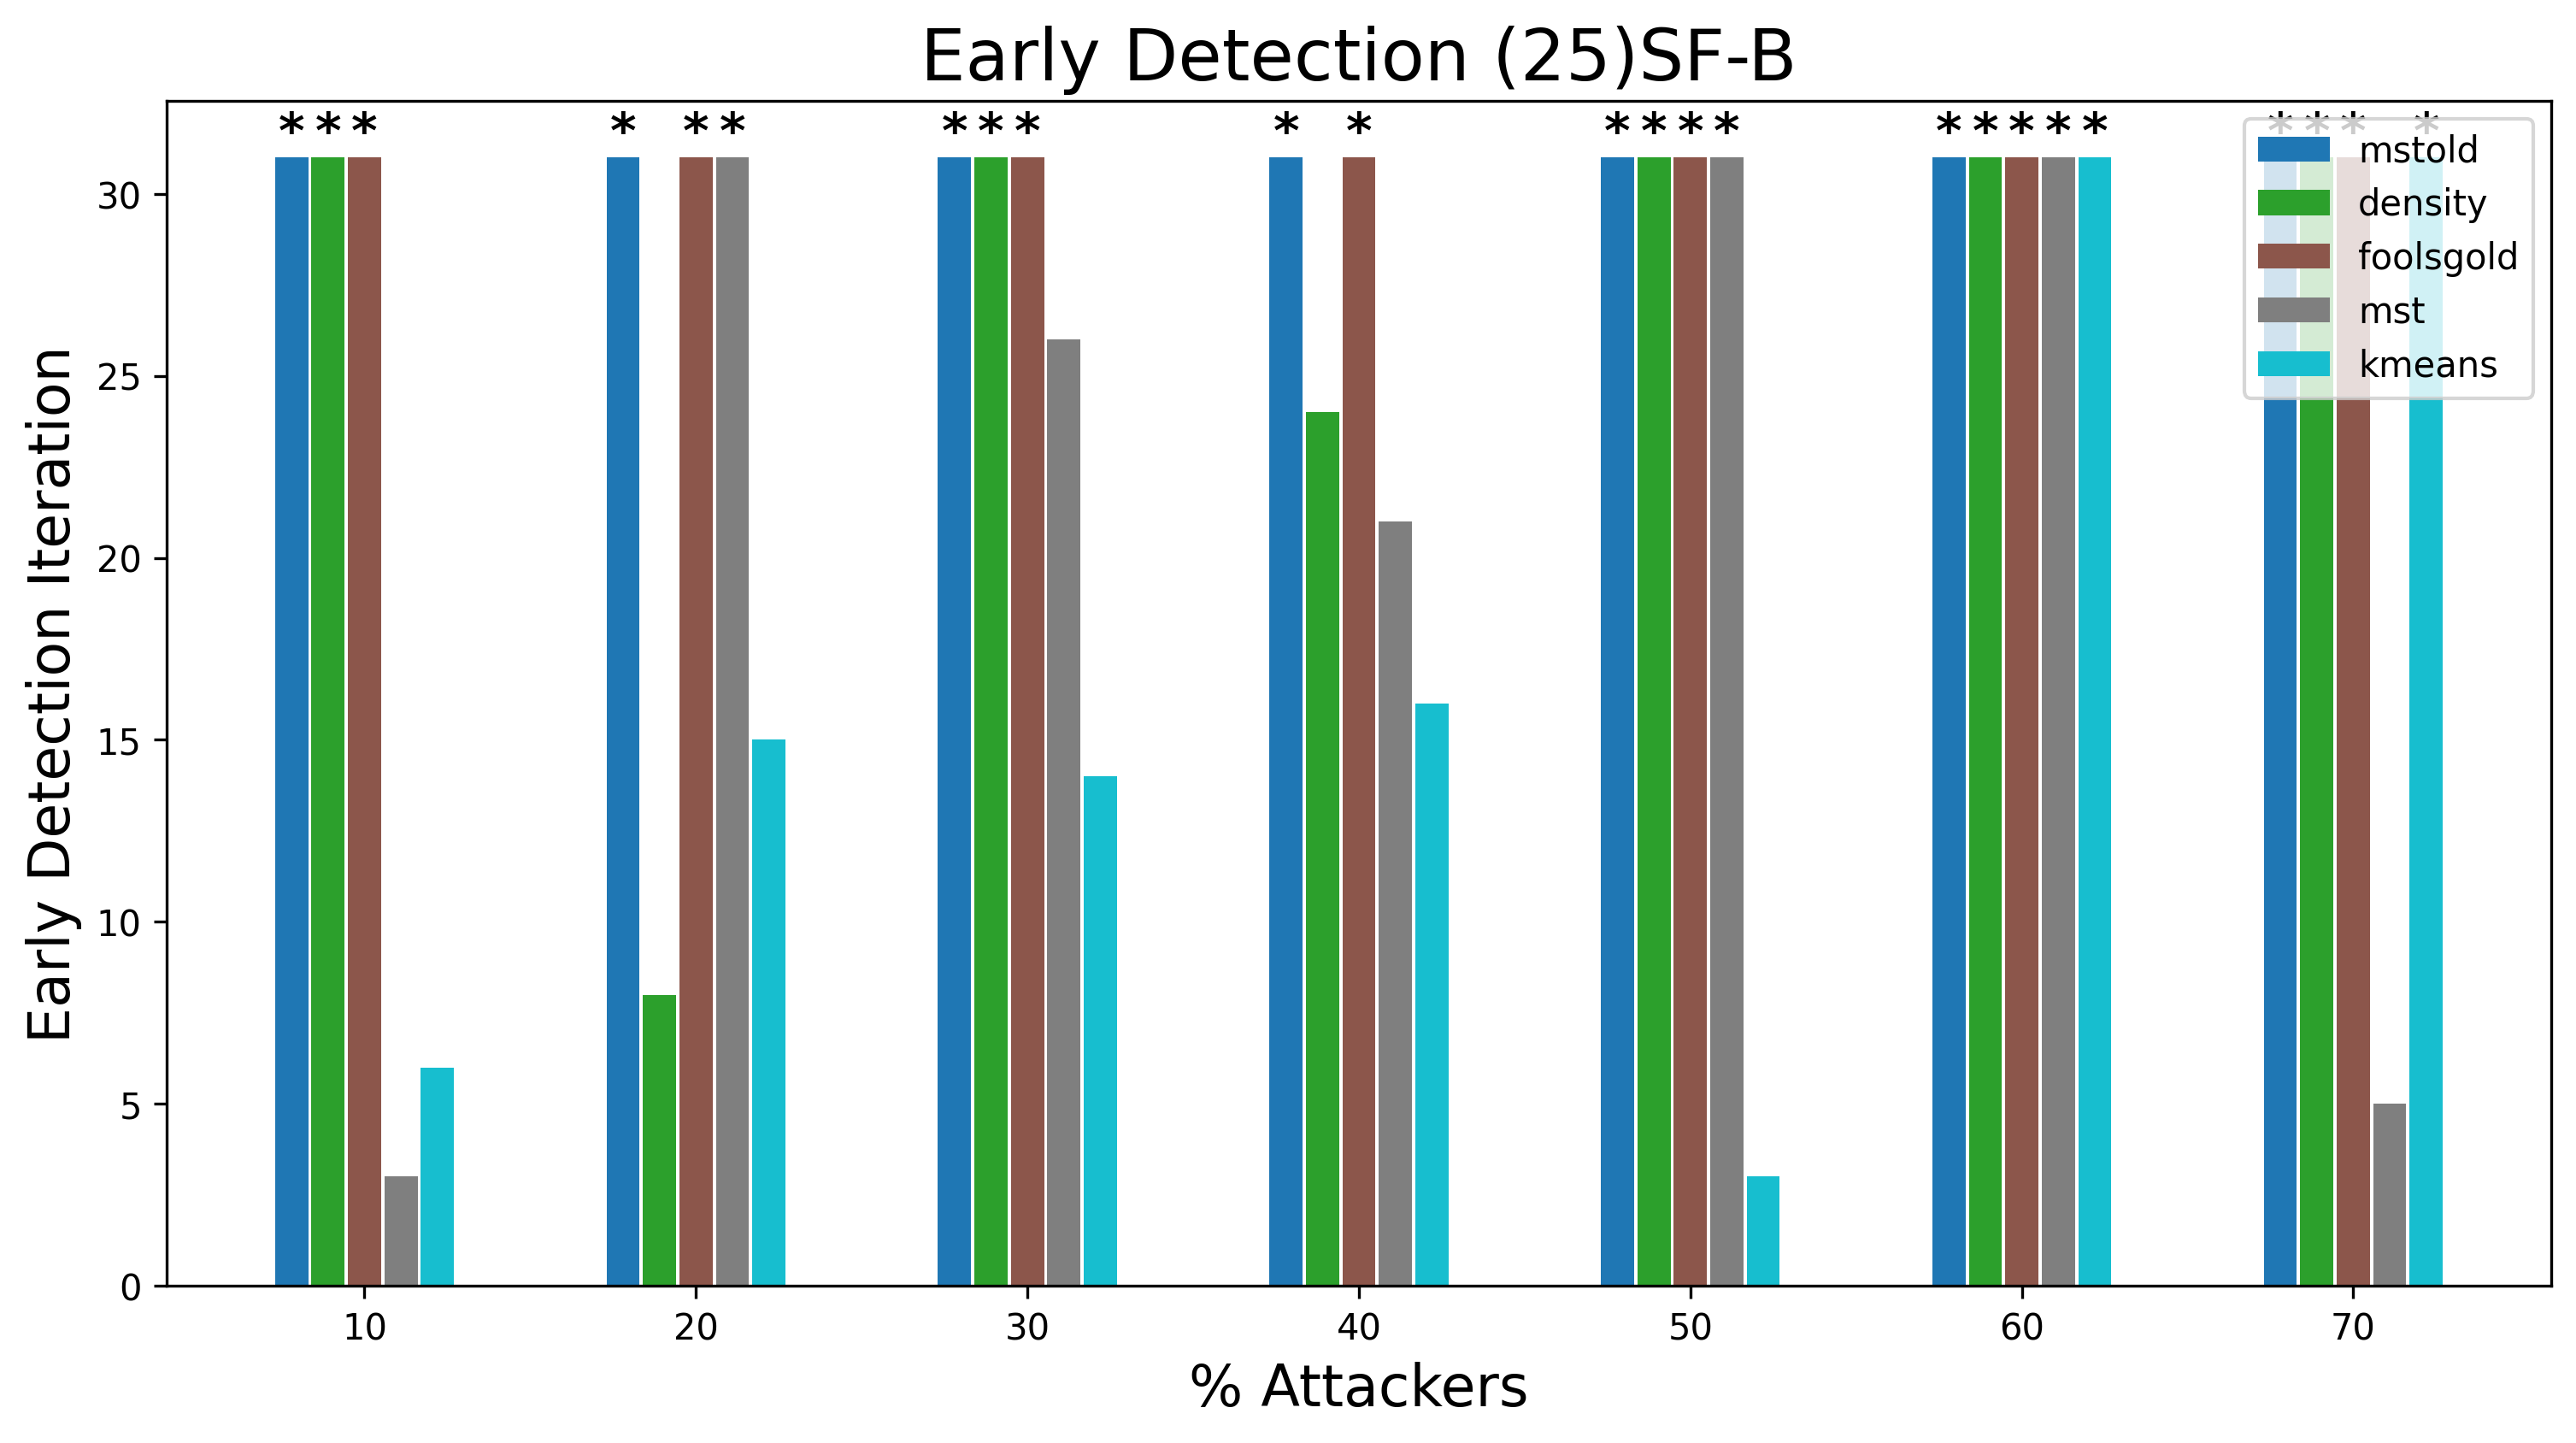 Early Detection (25)SF-B
* * * * * * * * * * * * * * * * * * * * * * * * * *
mstold
density
foolsgold
mst
kmeans
Early Detection Iteration
30
25
20
15
10
5
0
10 20 30 40 50 60 70
% Attackers